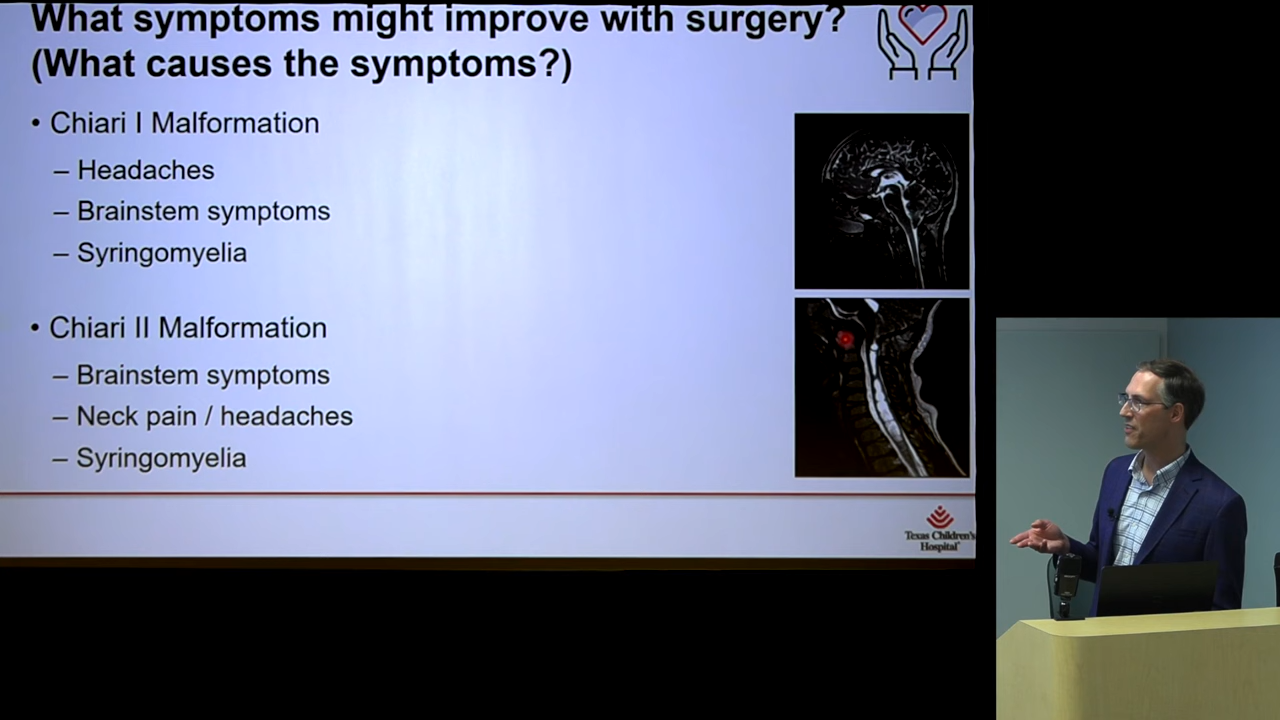 What symptoms might improve with surgery?
(What causes the symptoms?)
• Chiari I Malformation
– Headaches
– Brainstem symptoms
– Syringomyelia
• Chiari II Malformation
– Brainstem symptoms
– Neck pain / headaches
– Syringomyelia
Texas Children's
Hospital